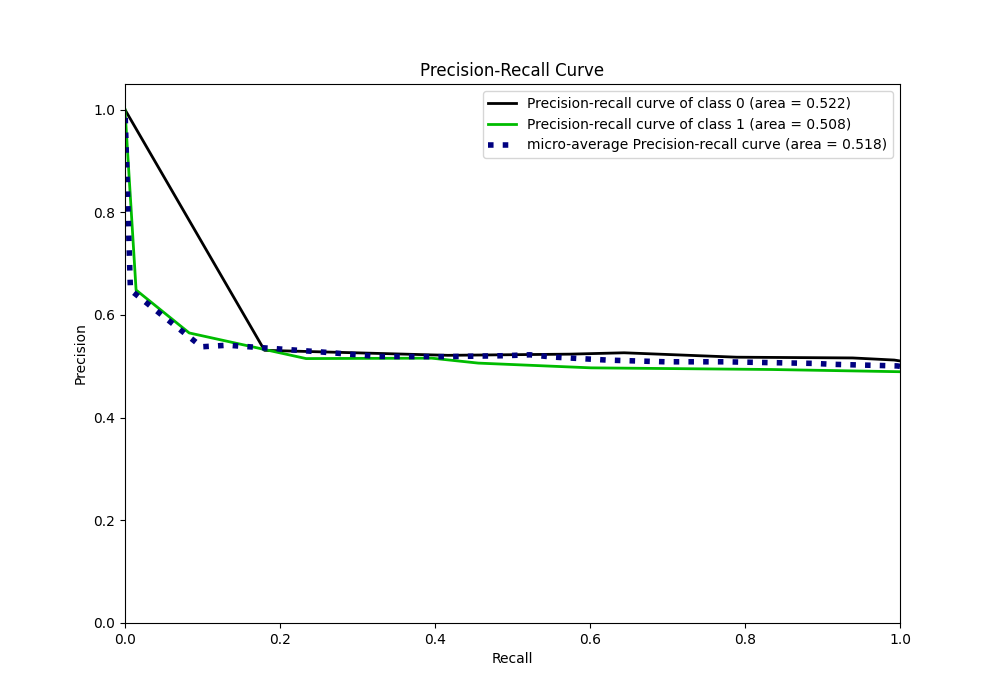 Precision-Recall Curve
Precision-recall curve of class 0 (area = 0.522)
Precision-recall curve of class 1 (area = 0.508)
micro-average Precision-recall curve (area = 0.518)
Precision
1.0
0.8
0.6
0.4
0.2
0.0
0.0 0.2 0.4 0.6 0.8 1.0
Recall